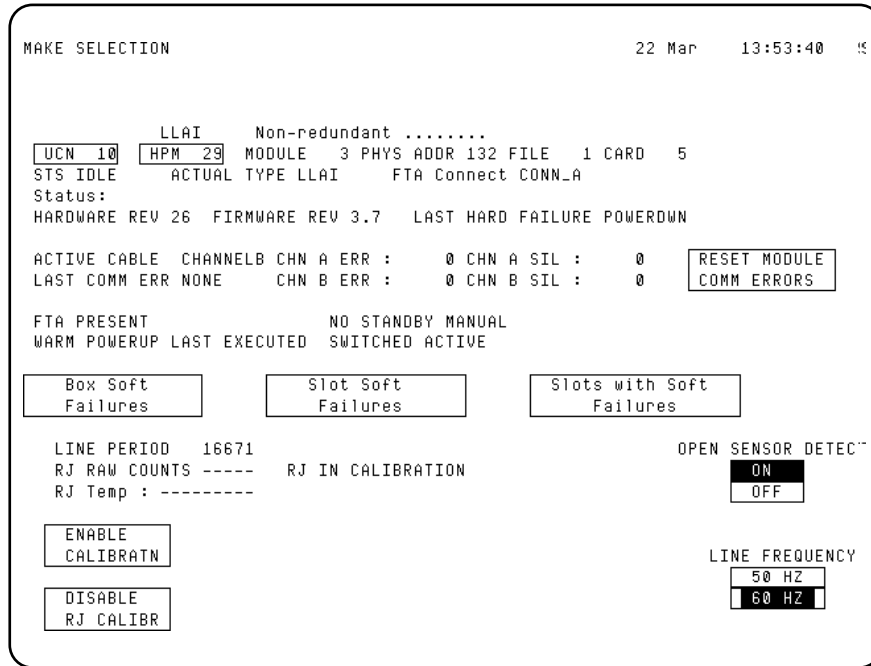 MAKE SELECTION 22 Mar 13:53:40
LLAI Non-redundant ........
UCN 10 HPM 29 MODULE 3 PHYS ADDR 132 FILE 1 CARD 5
STS IDLE ACTUAL TYPE LLAI FTA Connect CONN_A
Status:
HARDWARE REV 26 FIRMWARE REV 3.7 LAST HARD FAILURE POWERDWN
ACTIVE CABLE CHANNELB CHN A ERR : 0 CHN A SIL : 0 RESET MODULE
LAST COMM ERR NONE CHN B ERR : 0 CHN B SIL : 0 COMM ERRORS
FTA PRESENT NO STANDBY MANUAL
WARM POWERUP LAST EXECUTED SWITCHED ACTIVE
Box Soft Slot Soft Slots with Soft
Failures Failures Failures
LINE PERIOD 16671 OPEN SENSOR DETEC
RJ RAW COUNTS ----- RJ IN CALIBRATION ON
RJ Temp : --------- OFF
ENABLE
CALIBRATN LINE FREQUENCY
50 HZ
DISABLE 60 HZ
RJ CALIBR